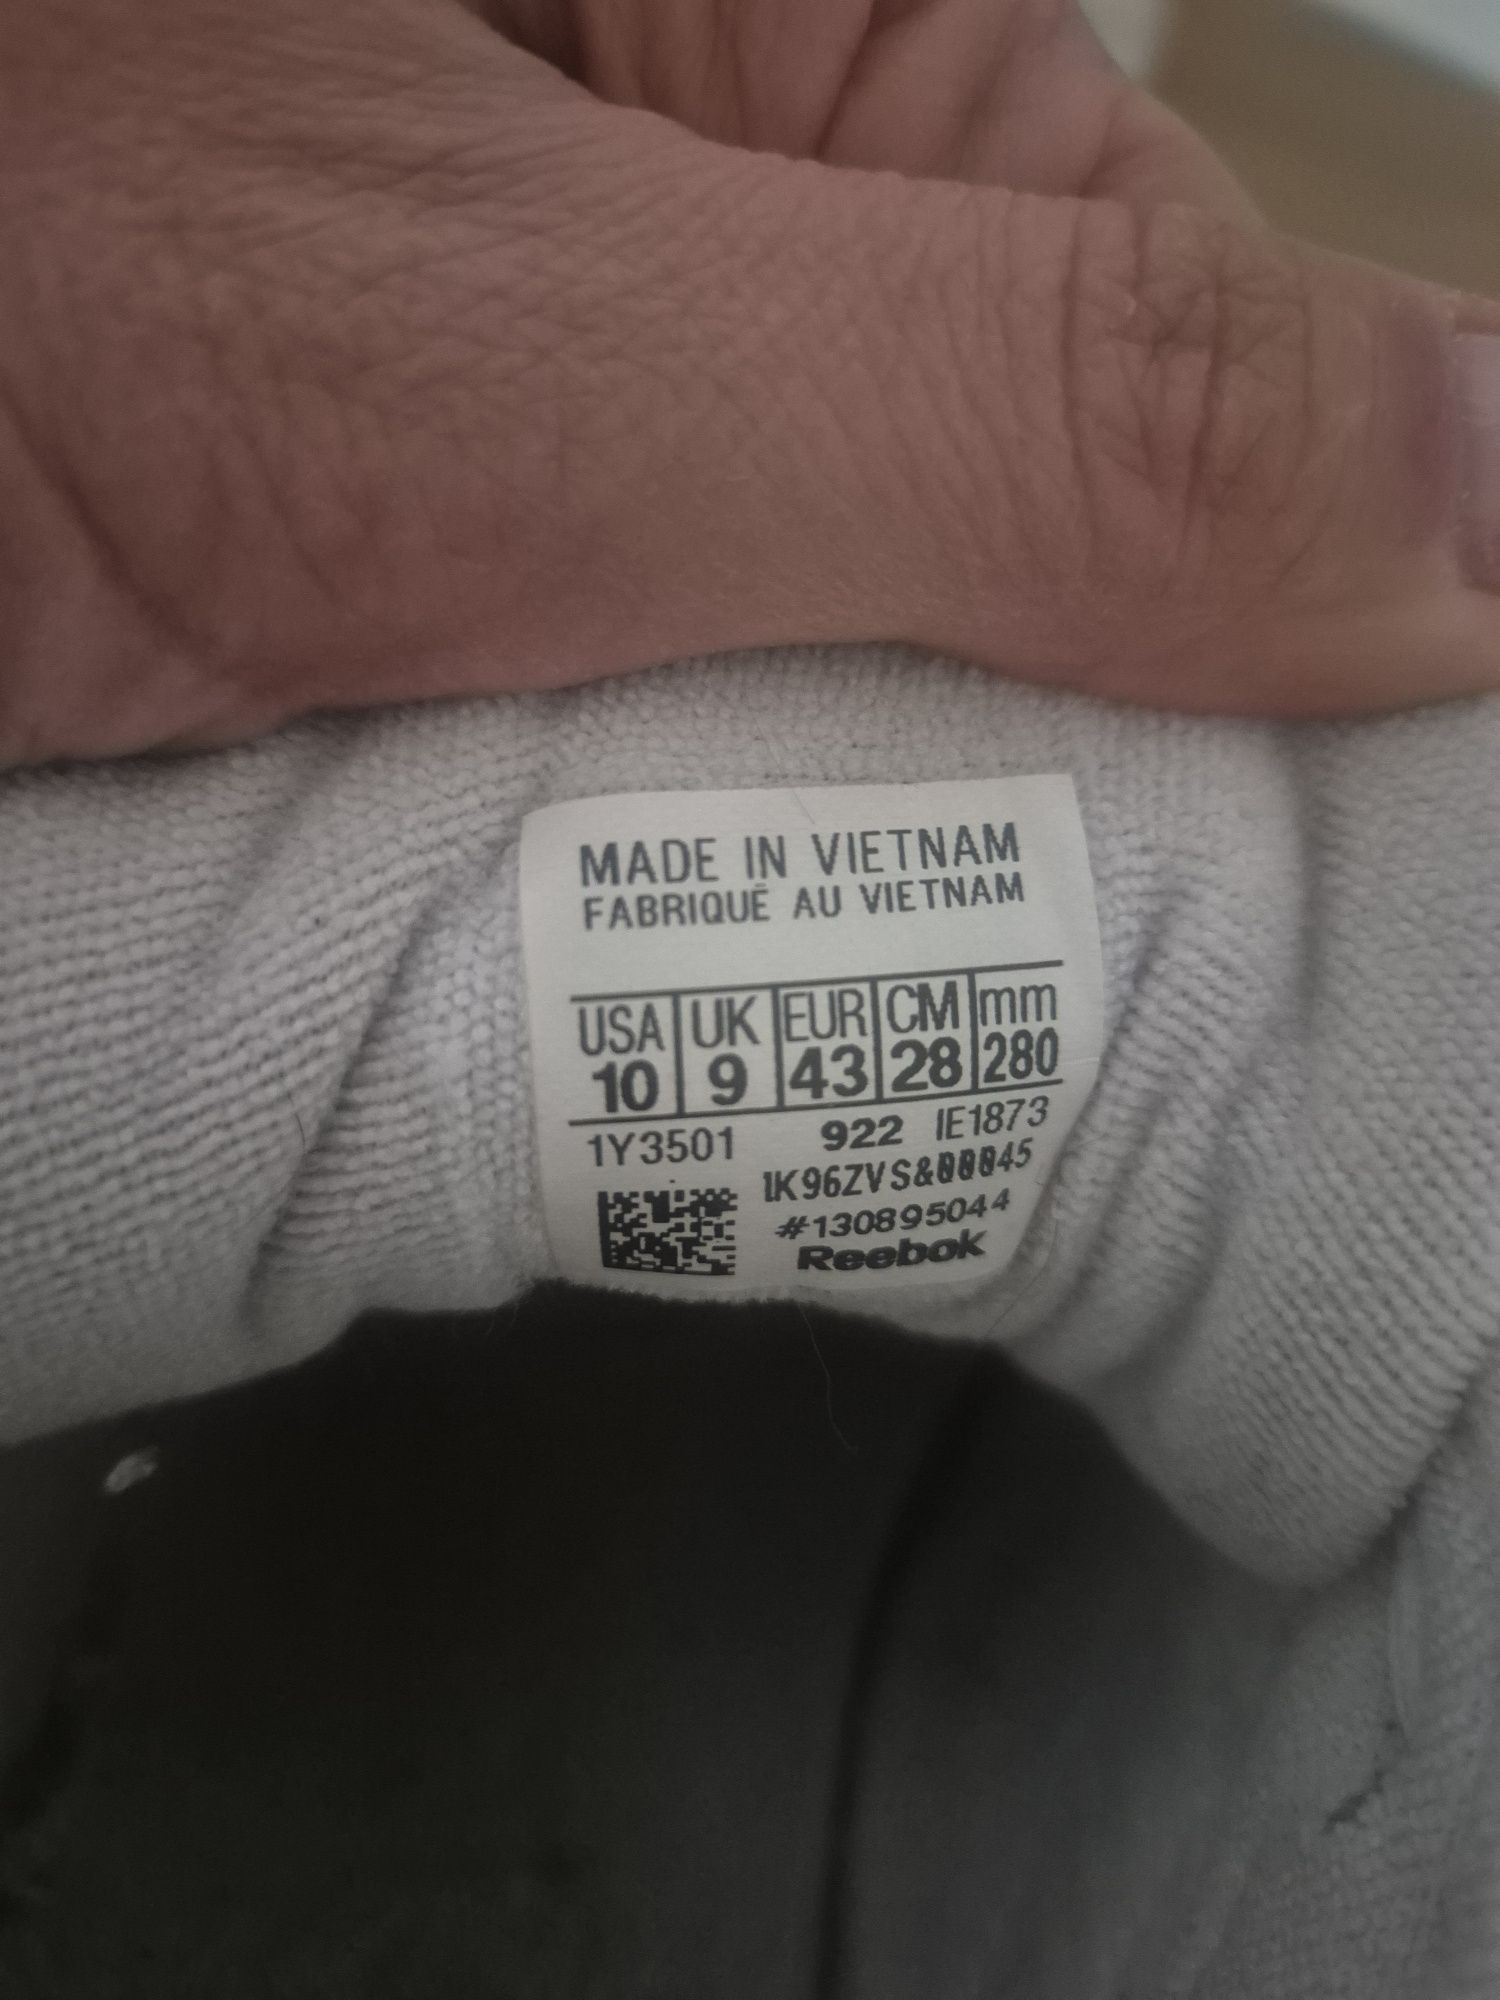 MADE IN VIETNAM
FABRIQUÉ AU VIETNAM
USA UK EUR CM mm
10 9 43 28 280
1Y3501 922 IE1873
#130895044
Reebok